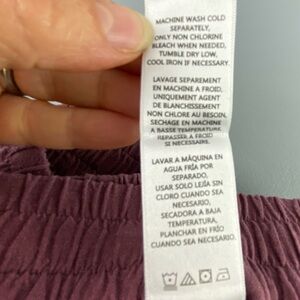 MACHINE WASH COLD
SEPARATELY,
ONLY NON CHLORINE
BLEACH WHEN NEEDED,
TUMBLE DRY LOW,
COOL IRON IF NECESSARY.
LAVAGE SEPAREMENT
EN MACHINE A FROID,
UNIQUEMENT AGENT
DE BLANCHISSEMENT
NON CHLORE AU BESOIN,
SECHAGE EN MACHINE
A BASSE TEMPERATURE,
REPASSER A FROID
SI NECESSAIRE.
LAVAR A MÁQUINA EN
AGUA FRÍA POR
SEPARADO,
USAR SOLO LEJÍA SIN
CLORO CUANDO SEA
NECESARIO,
SECADORA A BAJA
TEMPERATURA,
PLANCHAR EN FRÍO
CUANDO SEA NECESARIO.